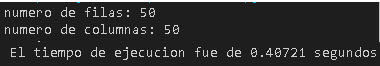 numero de filas: 50
numero de columnas: 50
El tiempo de ejecucion fue de 0.40721 segundos